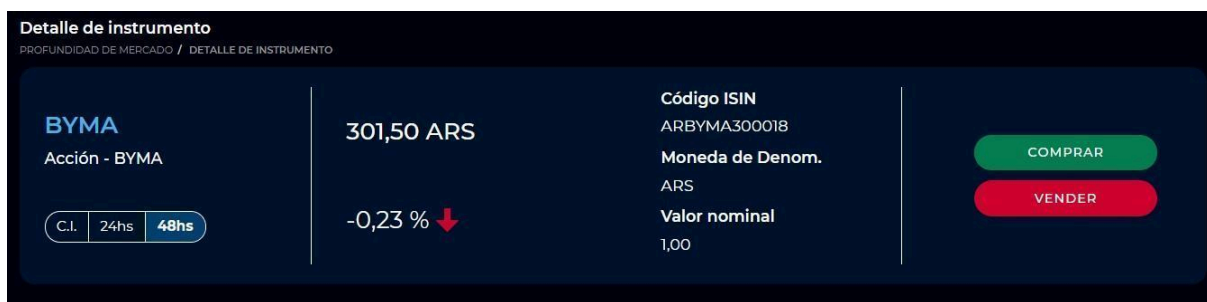 Detalle de instrumento
PROFUNDIDAD DE MERCADO / DETALLE DE INSTRUMENTO
BYMA
Acción - BYMA
C.I. 24hs 48hs
301,50 ARS
-0,23 %
Código ISIN
ARBYMA300018
Moneda de Denom.
ARS
Valor nominal
1,00
COMPRAR
VENDER